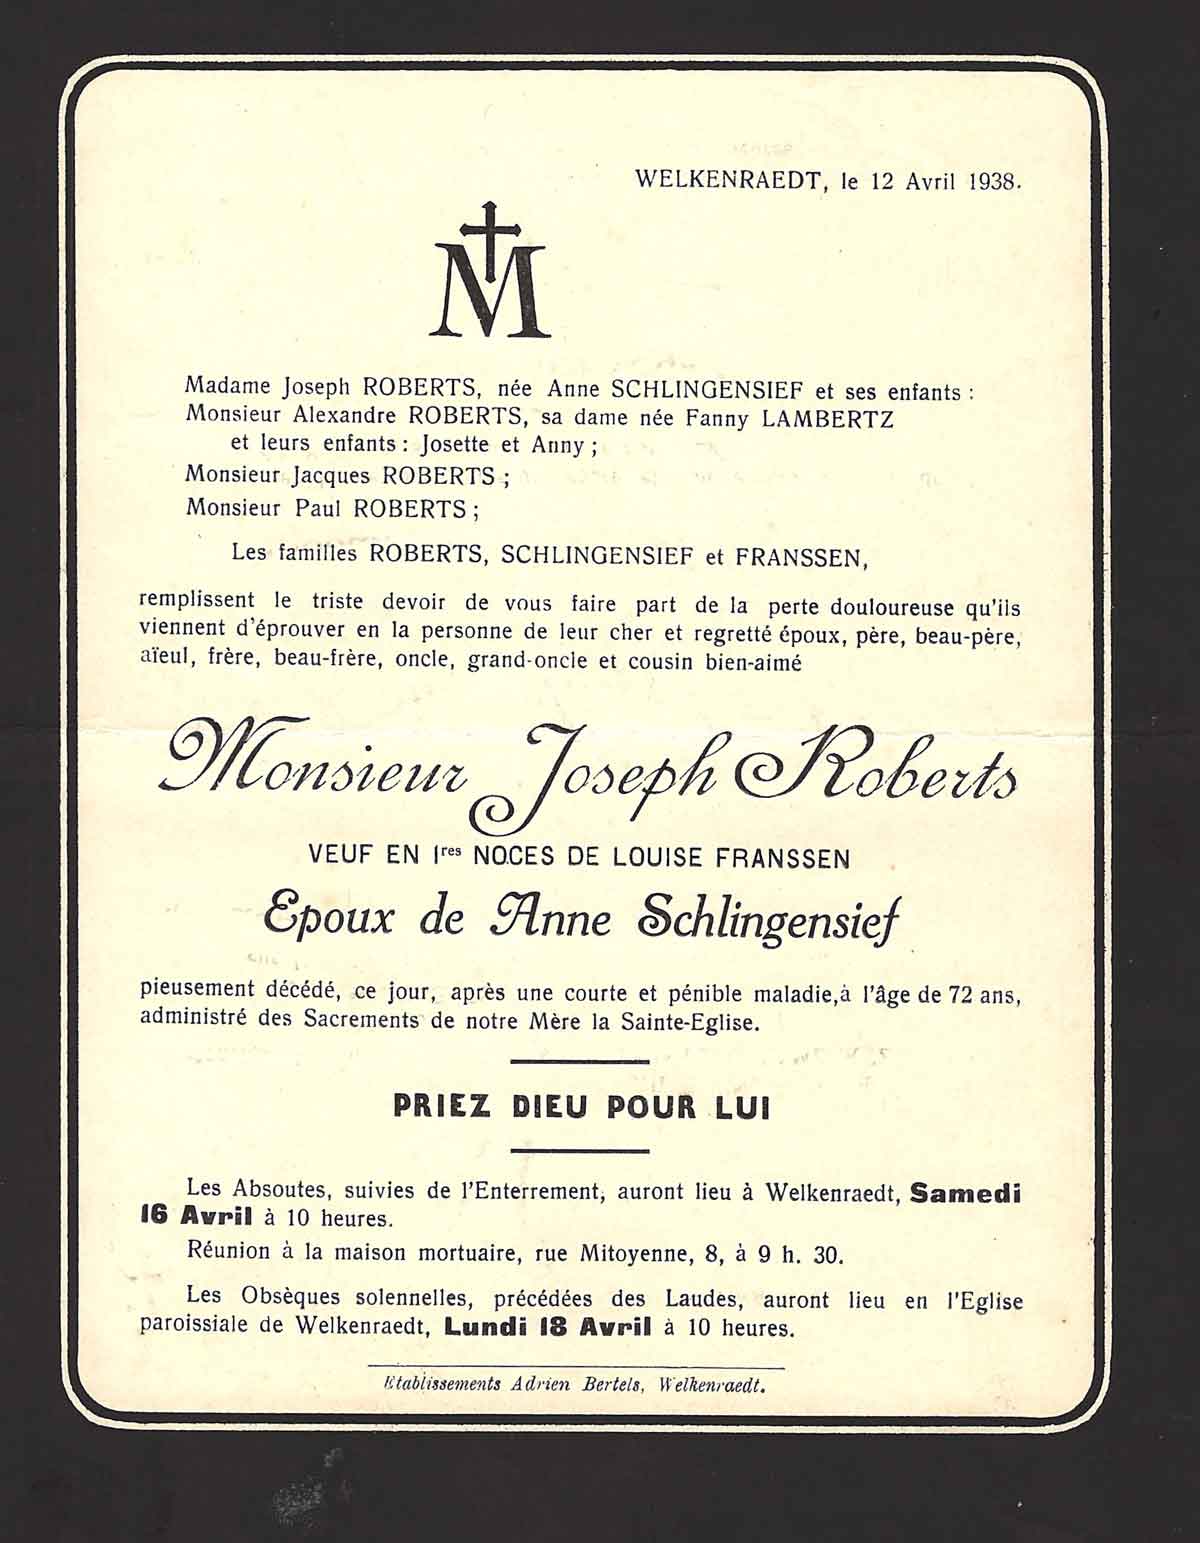 WELKENRAEDT, le 12 Avril 1938.
M
Madame Joseph ROBERTS, née Anne SCHLINGENSIEF et ses enfants :
Monsieur Alexandre ROBERTS, sa dame née Fanny LAMBERTZ
et leurs enfants : Josette et Anny ;
Monsieur Jacques ROBERTS ;
Monsieur Paul ROBERTS ;
Les familles ROBERTS, SCHLINGENSIEF et FRANSSEN,
remplissent le triste devoir de vous faire part de la perte douloureuse qu'ils
viennent d'éprouver en la personne de leur cher et regretté époux, père, beau-père,
aïeul, frère, beau-frère, oncle, grand-oncle et cousin bien-aimé
Monsieur Joseph Roberts
VEUF EN 1res NOCES DE LOUISE FRANSSEN
Epoux de Anne Schlingensief
pieusement décédé, ce jour, après une courte et pénible maladie, à l'âge de 72 ans,
administré des Sacrements de notre Mère la Sainte-Eglise.
PRIEZ DIEU POUR LUI
Les Absoutes, suivies de l'Enterrement, auront lieu à Welkenraedt, Samedi
16 Avril à 10 heures.
Réunion à la maison mortuaire, rue Mitoyenne, 8, à 9 h. 30.
Les Obsèques solennelles, précédées des Laudes, auront lieu en l'Eglise
paroissiale de Welkenraedt, Lundi 18 Avril à 10 heures.
Etablissements Adrien Bertels, Welkenraedt.